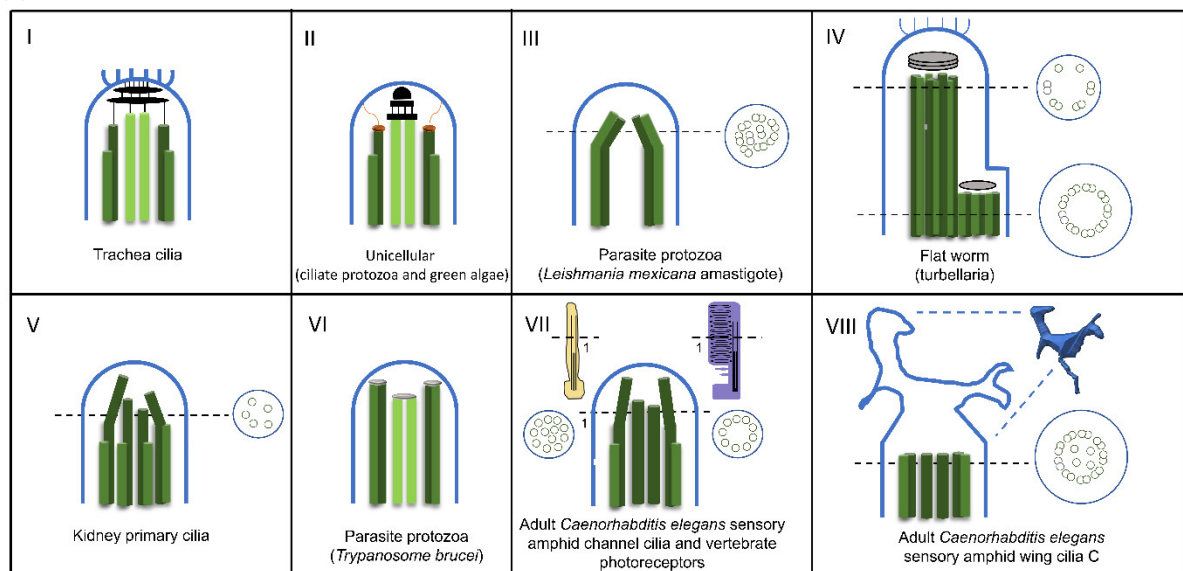 I
Trachea cilia
II
Unicellular
(ciliate protozoa and green algae)
III
Parasite protozoa
(Leishmania mexicana amastigote)
IV
Flat worm
(turbellaria)
V
Kidney primary cilia
VI
Parasite protozoa
(Trypanosome brucei)
VII
1
1
1
Adult Caenorhabditis elegans sensory
amphid channel cilia and vertebrate
photoreceptors
VIII
Adult Caenorhabditis elegans
sensory amphid wing cilia C